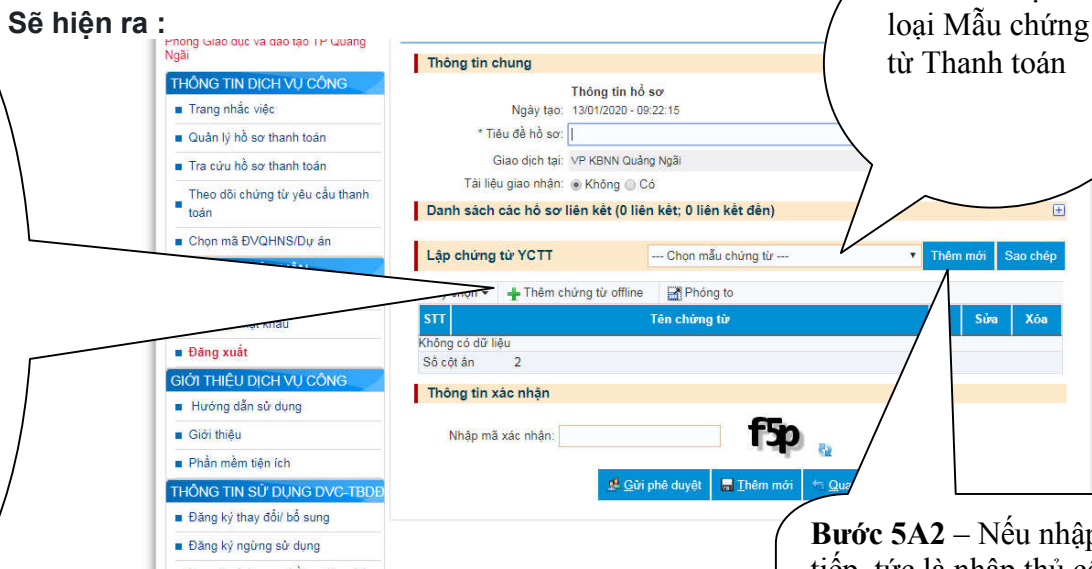 Sẽ hiện ra :
loại Mẫu chứng
từ Thanh toán
Phòng Giáo dục và đào tạo TP Quảng
Ngãi
THÔNG TIN DỊCH VỤ CÔNG
Trang nhắc việc
Quản lý hồ sơ thanh toán
Tra cứu hồ sơ thanh toán
Theo dõi chứng từ yêu cầu thanh
toán
Chọn mã ĐVQHNS/Dự án
Đăng xuất
GIỚI THIỆU DỊCH VỤ CÔNG
Hướng dẫn sử dụng
Giới thiệu
Phần mềm tiện ích
THÔNG TIN SỬ DỤNG DVC-TBDĐ
Đăng ký thay đổi/ bổ sung
Đăng ký ngừng sử dụng
Thông tin chung
Thông tin hồ sơ
Ngày tạo: 13/01/2020 - 09:22:15
* Tiêu đề hồ sơ:
Giao dịch tại: VP KBNN Quảng Ngãi
Tài liệu giao nhận: Không Có
Danh sách các hồ sơ liên kết (0 liên kết; 0 liên kết đến)
Lập chứng từ YCTT --- Chọn mẫu chứng từ --- Thêm mới Sao chép
Thêm chứng từ offline Phóng to
STT Tên chứng từ Sửa Xóa
Không có dữ liệu
Số cột ẩn 2
Thông tin xác nhận
Nhập mã xác nhận: f5p
Gửi phê duyệt Thêm mới
Bước 5A2 – Nếu nhập